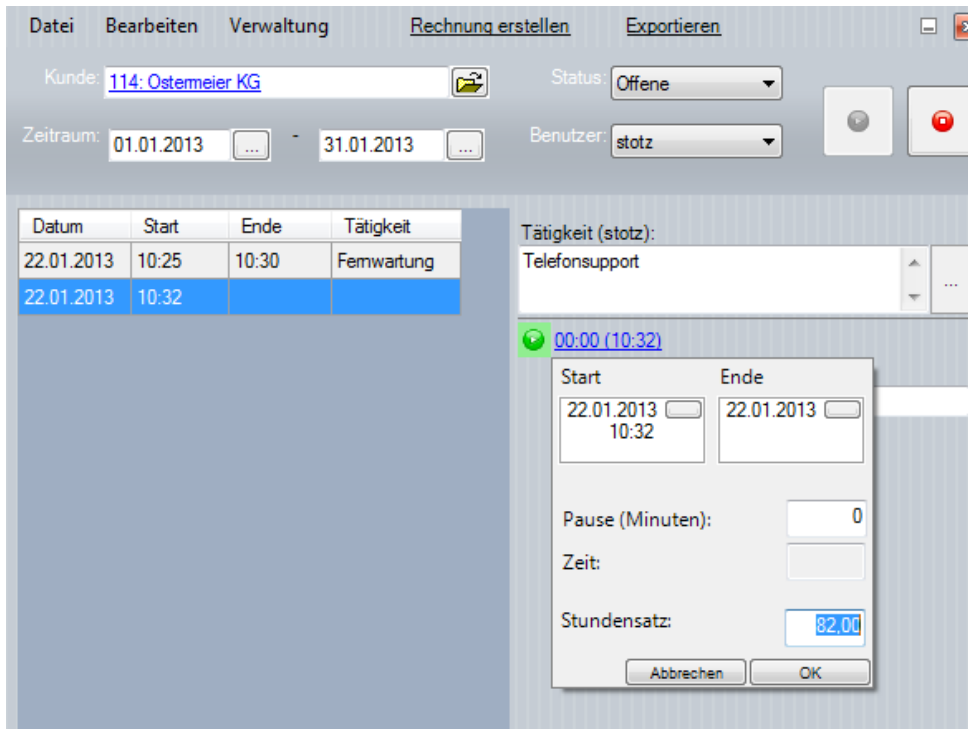 Datei Bearbeiten Verwaltung Rechnung erstellen Exportieren
Kunde: 114: Ostermeier KG Status: Offene
Zeitraum: 01.01.2013 ... - 31.01.2013 ... Benutzer: stotz
Datum Start Ende Tätigkeit
22.01.2013 10:25 10:30 Fernwartung
22.01.2013 10:32
Tätigkeit (stotz):
Telefonsupport
...
00:00 (10:32)
Start Ende
22.01.2013 22.01.2013
10:32
Pause (Minuten): 0
Zeit:
Stundensatz: 82,00
Abbrechen OK